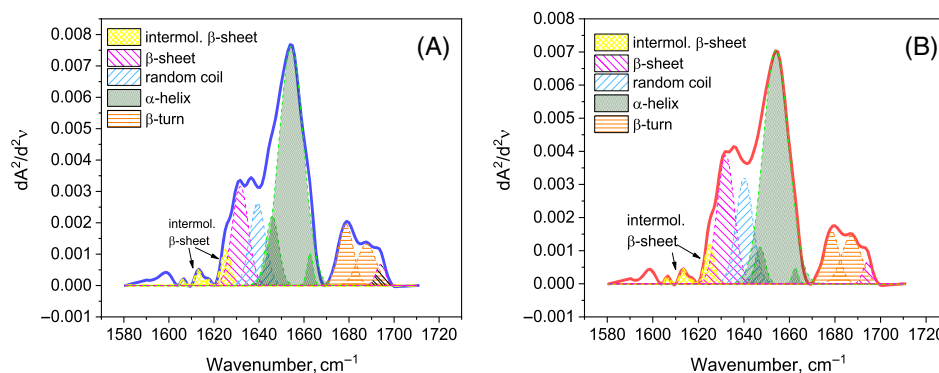 (A)
intermol. β-sheet
β-sheet
random coil
α-helix
β-turn
intermol.
β-sheet
0.008
0.007
0.006
0.005
0.004
0.003
0.002
0.001
0.000
−0.001
dA²/d²ν
1580 1600 1620 1640 1660 1680 1700 1720
Wavenumber, cm⁻¹
(B)
intermol. β-sheet
β-sheet
random coil
α-helix
β-turn
intermol.
β-sheet
0.007
0.006
0.005
0.004
0.003
0.002
0.001
0.000
−0.001
dA²/d²ν
1580 1600 1620 1640 1660 1680 1700 1720
Wavenumber, cm⁻¹